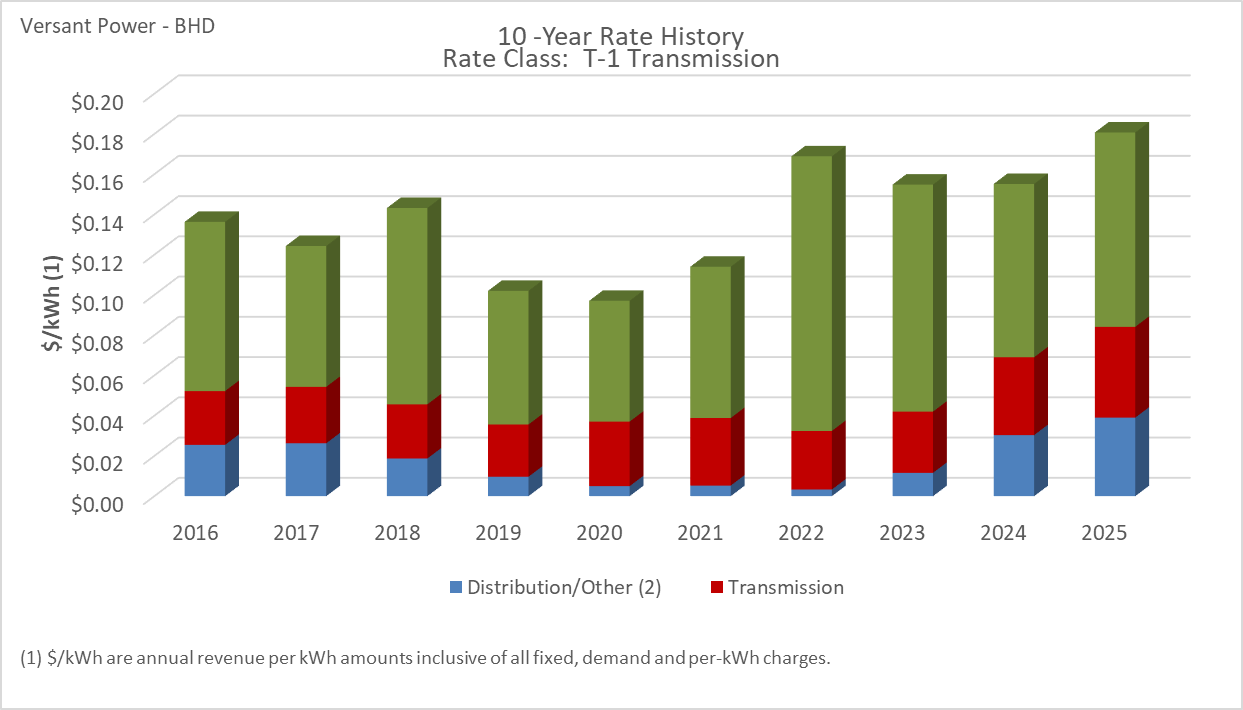 Versant Power - BHD
10 -Year Rate History
Rate Class:  T-1 Transmission
$0.20
$0.18
$0.16
$0.14
$0.12
$0.10
$0.08
$0.06
$0.04
$0.02
$0.00
$/kWh (1)
2016 2017 2018 2019 2020 2021 2022 2023 2024 2025
Distribution/Other (2) Transmission
(1) $/kWh are annual revenue per kWh amounts inclusive of all fixed, demand and per-kWh charges.